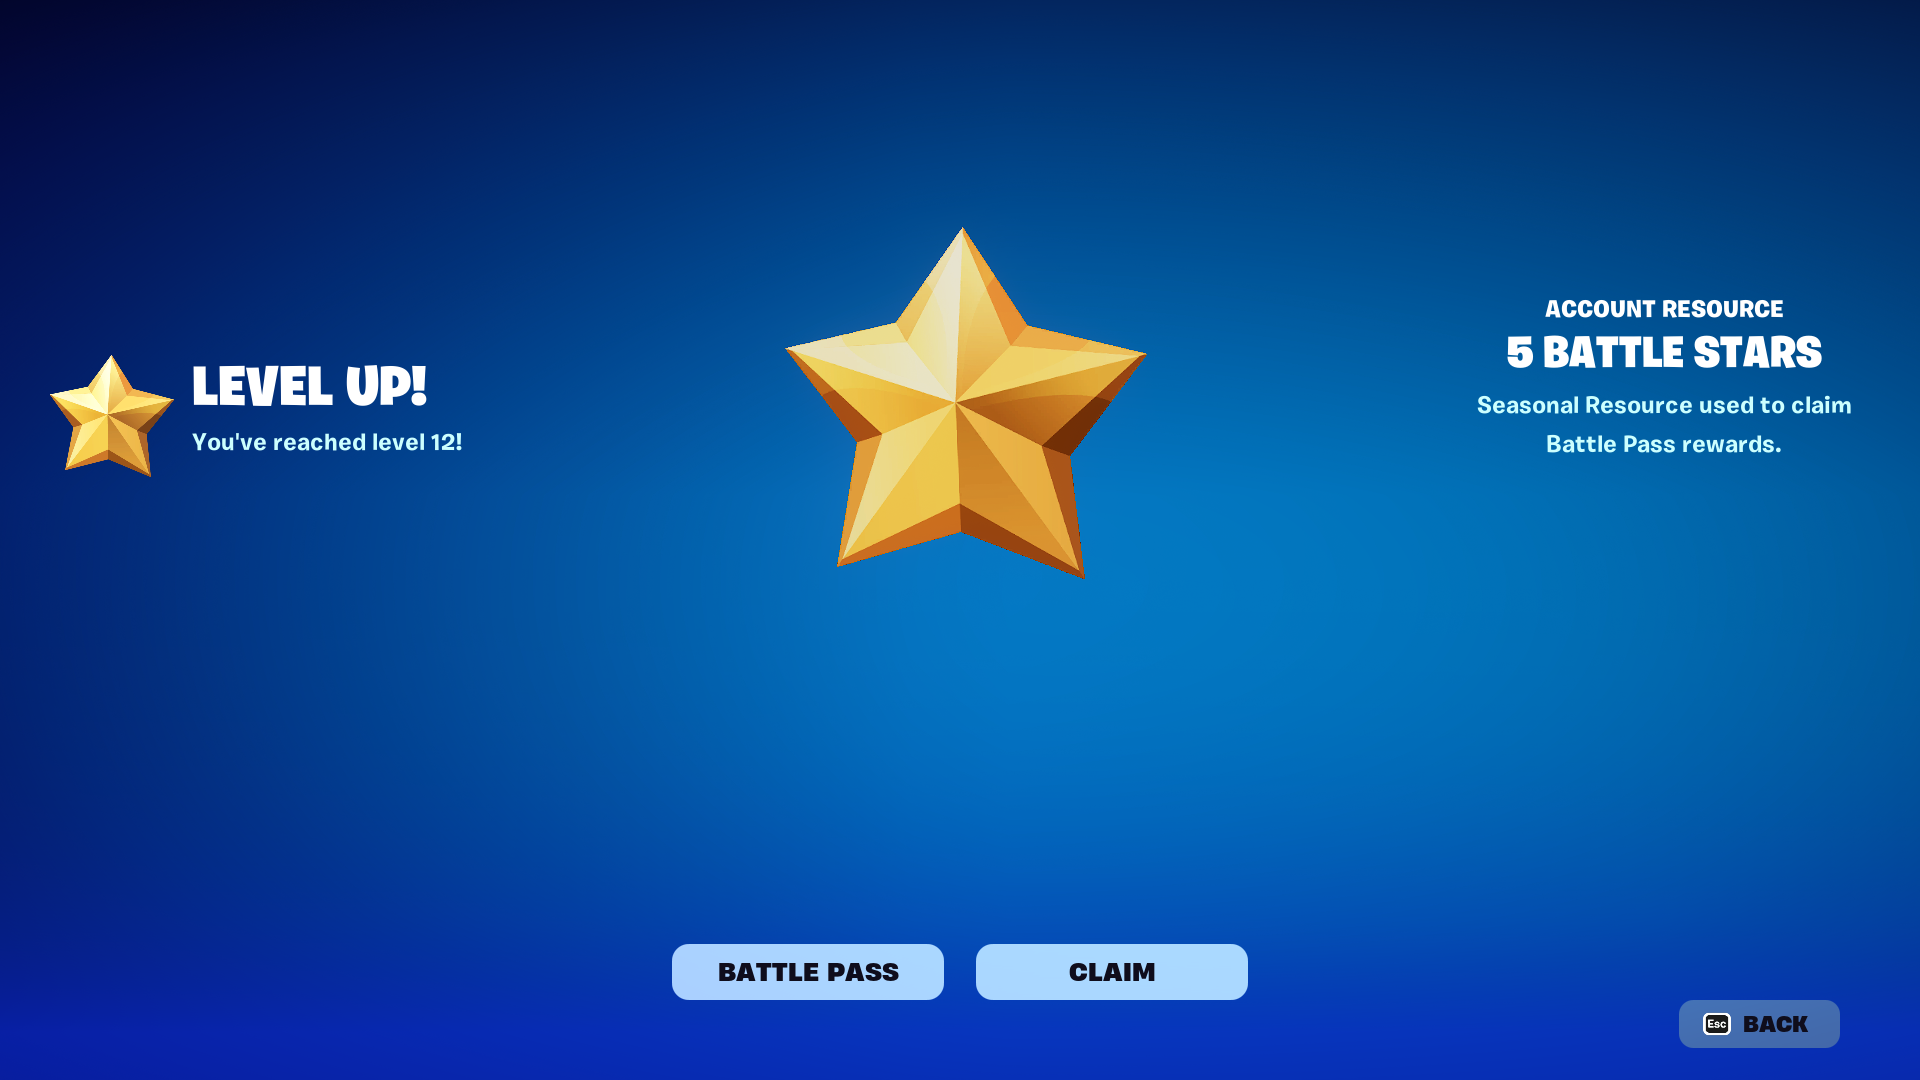 LEVEL UP!
You've reached level 12!
ACCOUNT RESOURCE
5 BATTLE STARS
Seasonal Resource used to claim
Battle Pass rewards.
BATTLE PASS
CLAIM
Esc BACK